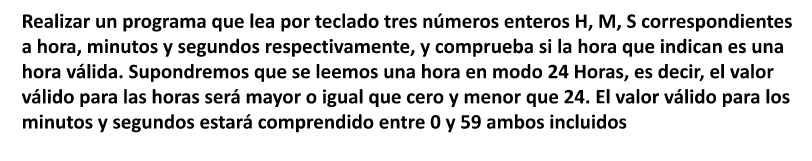 Realizar un programa que lea por teclado tres números enteros H, M, S correspondientes
a hora, minutos y segundos respectivamente, y comprueba si la hora que indican es una
hora válida. Supondremos que se leemos una hora en modo 24 Horas, es decir, el valor
válido para las horas será mayor o igual que cero y menor que 24. El valor válido para los
minutos y segundos estará comprendido entre 0 y 59 ambos incluidos